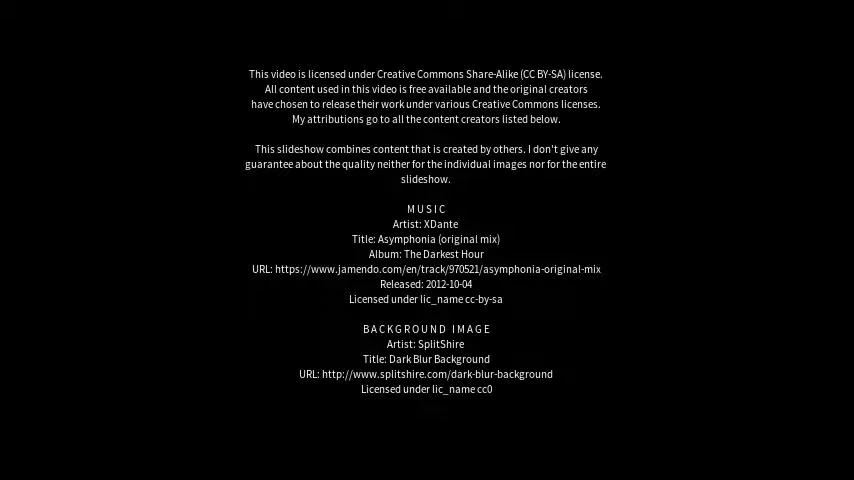 This video is licensed under Creative Commons Share-Alike (CC BY-SA) license.
All content used in this video is free available and the original creators
have chosen to release their work under various Creative Commons licenses.
My attributions go to all the content creators listed below.
This slideshow combines content that is created by others. I don't give any
guarantee about the quality neither for the individual images nor for the entire
slideshow.
MUSIC
Artist: XDante
Title: Asymphonia (original mix)
Album: The Darkest Hour
URL: https://www.jamendo.com/en/track/970521/asymphonia-original-mix
Released: 2012-10-04
Licensed under lic_name cc-by-sa
BACKGROUND IMAGE
Artist: SplitShire
Title: Dark Blur Background
URL: http://www.splitshire.com/dark-blur-background
Licensed under lic_name cc0